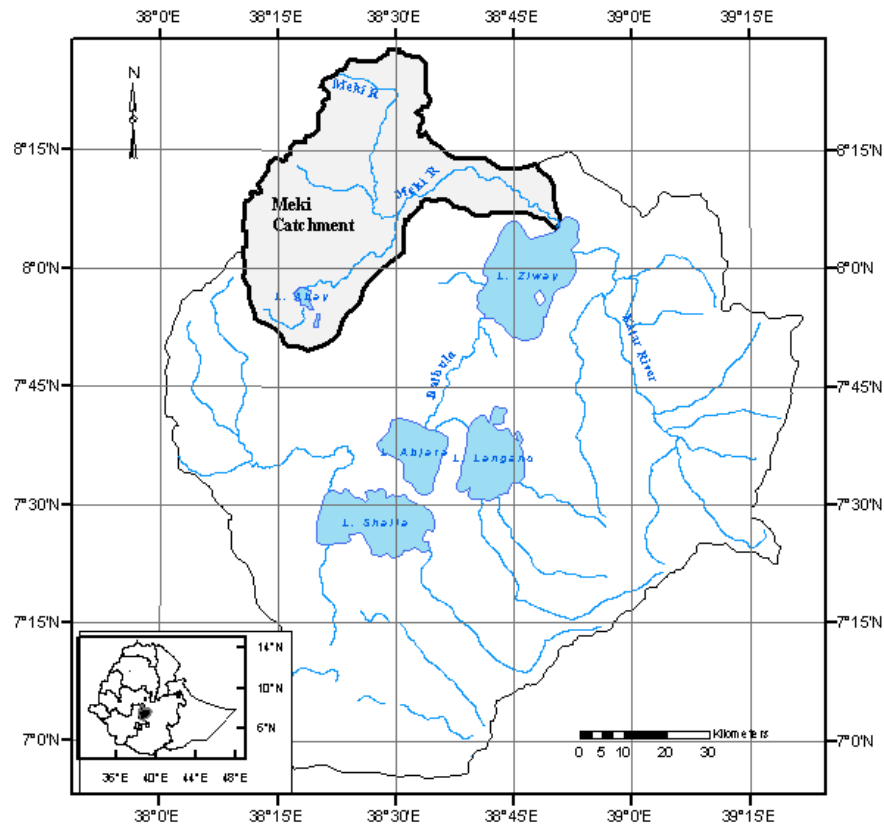 38°0'E 38°15'E 38°30'E 38°45'E 39°0'E 39°15'E
N
Meki R
8°15'N 8°15'N
Meki R
Meki
Catchment
8°0'N 8°0'N
L. Ziway
L. Abay
Katar River
Bulbula
7°45'N 7°45'N
L. Abjata L. Langano
7°30'N 7°30'N
L. Shalla
7°15'N 7°15'N
14°N
10°N
6°N
7°0'N 7°0'N
Kilometers
0 5 10 20 30
36°E 40°E 44°E 48°E
38°0'E 38°15'E 38°30'E 38°45'E 39°0'E 39°15'E